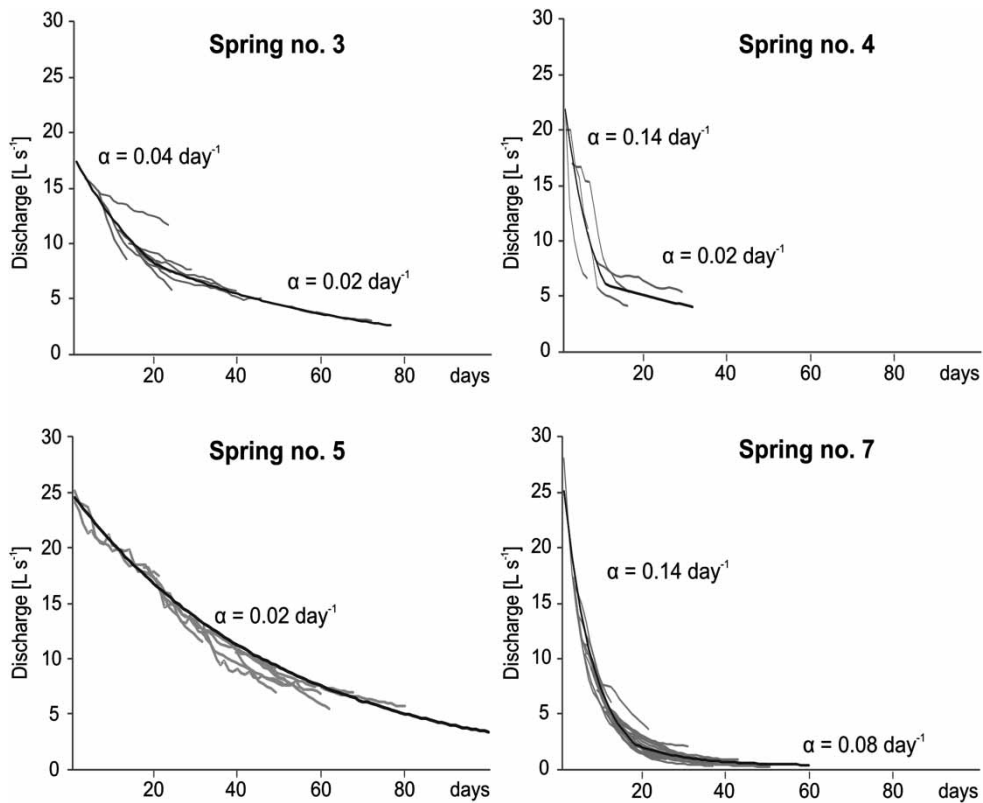 Spring no. 3
Discharge [L s⁻¹]
30
25
20
15
10
5
0
α = 0.04 day⁻¹
α = 0.02 day⁻¹
20
40
60
80
days
Spring no. 4
Discharge [L s⁻¹]
30
25
20
15
10
5
0
α = 0.14 day⁻¹
α = 0.02 day⁻¹
20
40
60
80
days
Spring no. 5
Discharge [L s⁻¹]
30
25
20
15
10
5
0
α = 0.02 day⁻¹
20
40
60
80
days
Spring no. 7
Discharge [L s⁻¹]
30
25
20
15
10
5
0
α = 0.14 day⁻¹
α = 0.08 day⁻¹
20
40
60
80
days